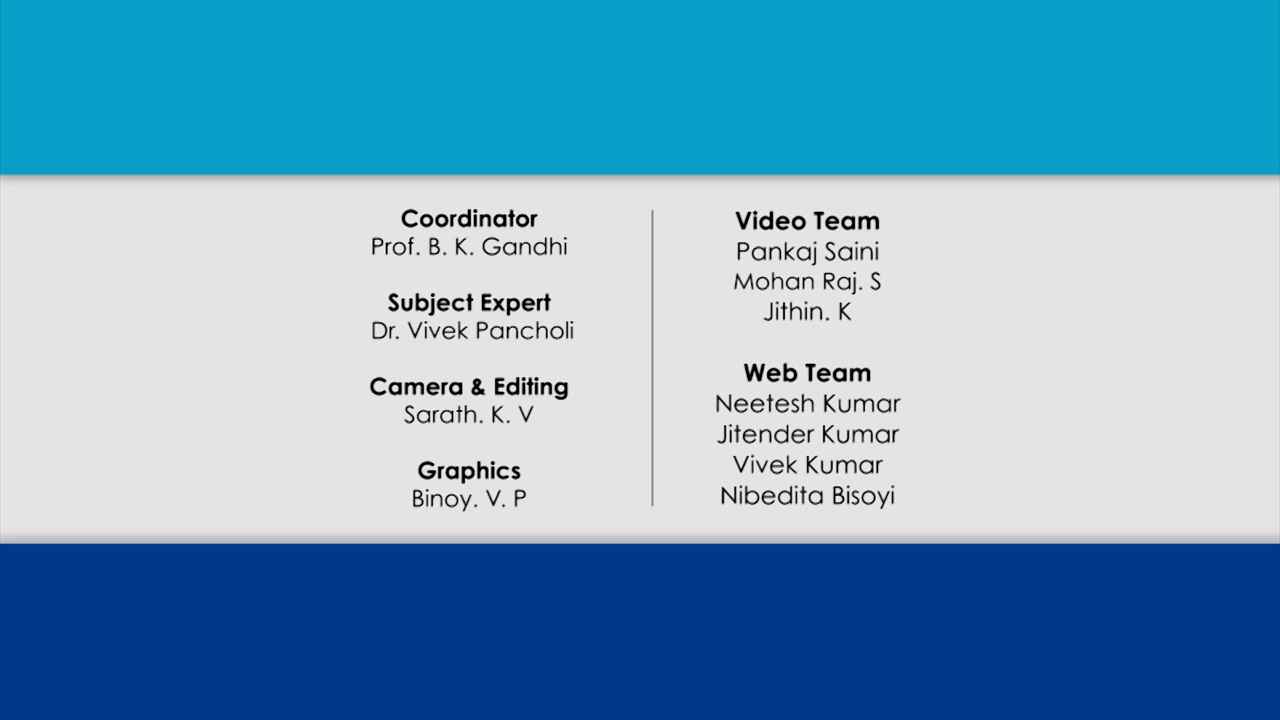 Coordinator
Prof. B. K. Gandhi
Subject Expert
Dr. Vivek Pancholi
Camera & Editing
Sarath. K. V
Graphics
Binoy. V. P
Video Team
Pankaj Saini
Mohan Raj. S
Jithin. K
Web Team
Neetesh Kumar
Jitender Kumar
Vivek Kumar
Nibedita Bisoyi